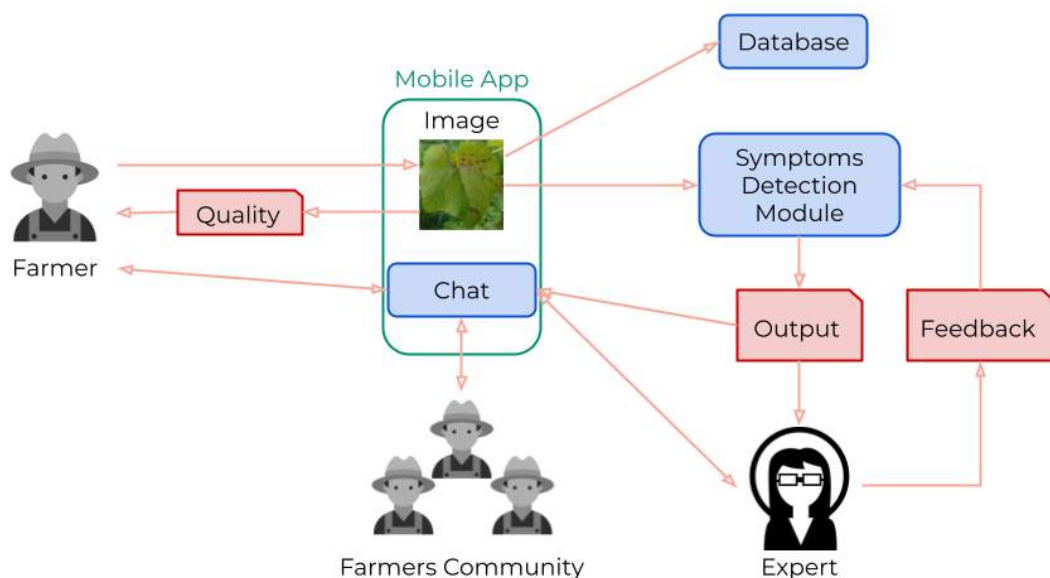 Database
Mobile App
Image
Symptoms
Detection
Module
Quality
Farmer
Chat
Output
Feedback
Farmers Community
Expert